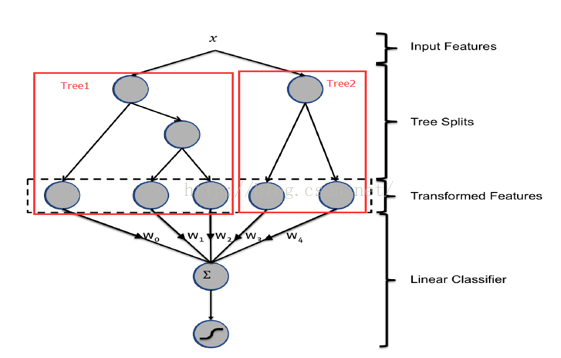 x
Input Features
Tree1
Tree2
Tree Splits
Transformed Features
W0 W1 W2 W3 W4
Σ
Linear Classifier